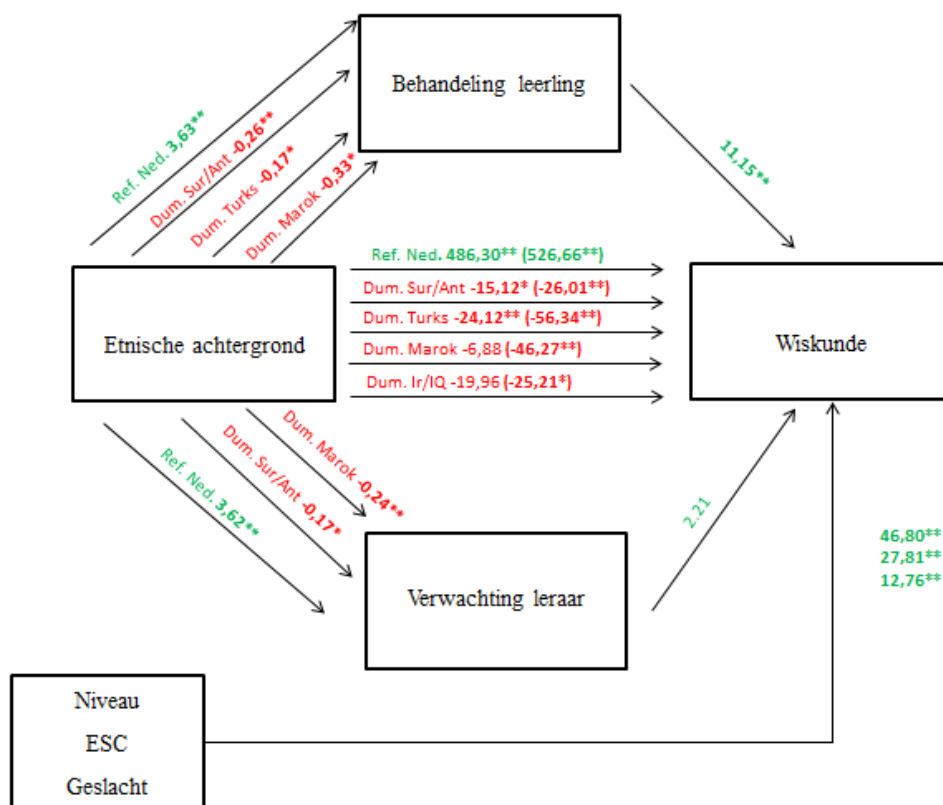 Behandeling leerling
Ref. Ned. 3,63**
Dum. Sur/Ant -0,26**
Dum. Turks -0,17*
Dum. Marok -0,33*
11,15**
Etnische achtergrond
Ref. Ned. 486,30** (526,66**)
Dum. Sur/Ant -15,12* (-26,01**)
Dum. Turks -24,12** (-56,34**)
Dum. Marok -6,88 (-46,27**)
Dum. Ir/IQ -19,96 (-25,21*)
Wiskunde
Ref. Ned. 3,62**
Dum. Sur/Ant -0,17*
Dum. Marok -0,24**
Verwachting leraar
2.21
46,80**
27,81**
12,76**
Niveau
ESC
Geslacht